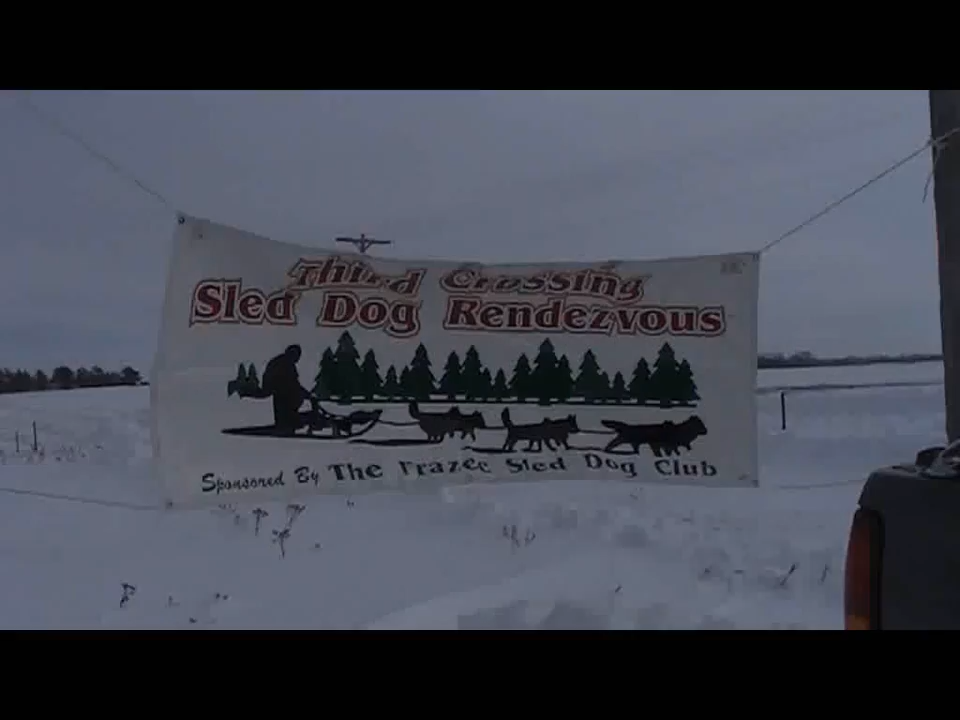 Third Crossing
Sled Dog Rendezvous
Sponsored By The Frazee Sled Dog Club